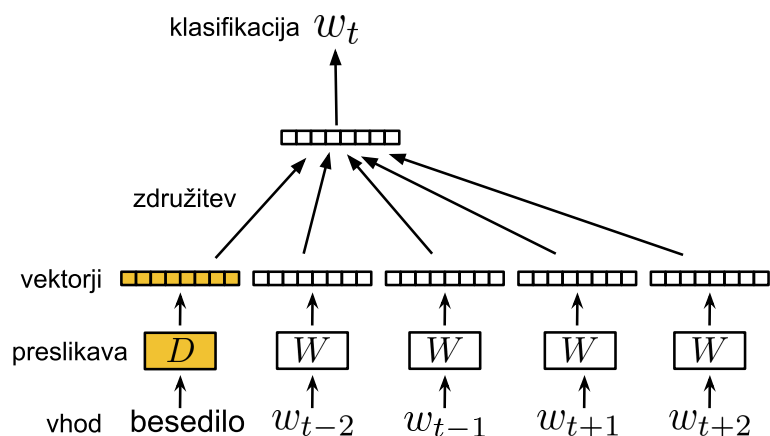 klasifikacija w_t
združitev
vektorji
preslikava D W W W W
vhod besedilo w_{t-2} w_{t-1} w_{t+1} w_{t+2}